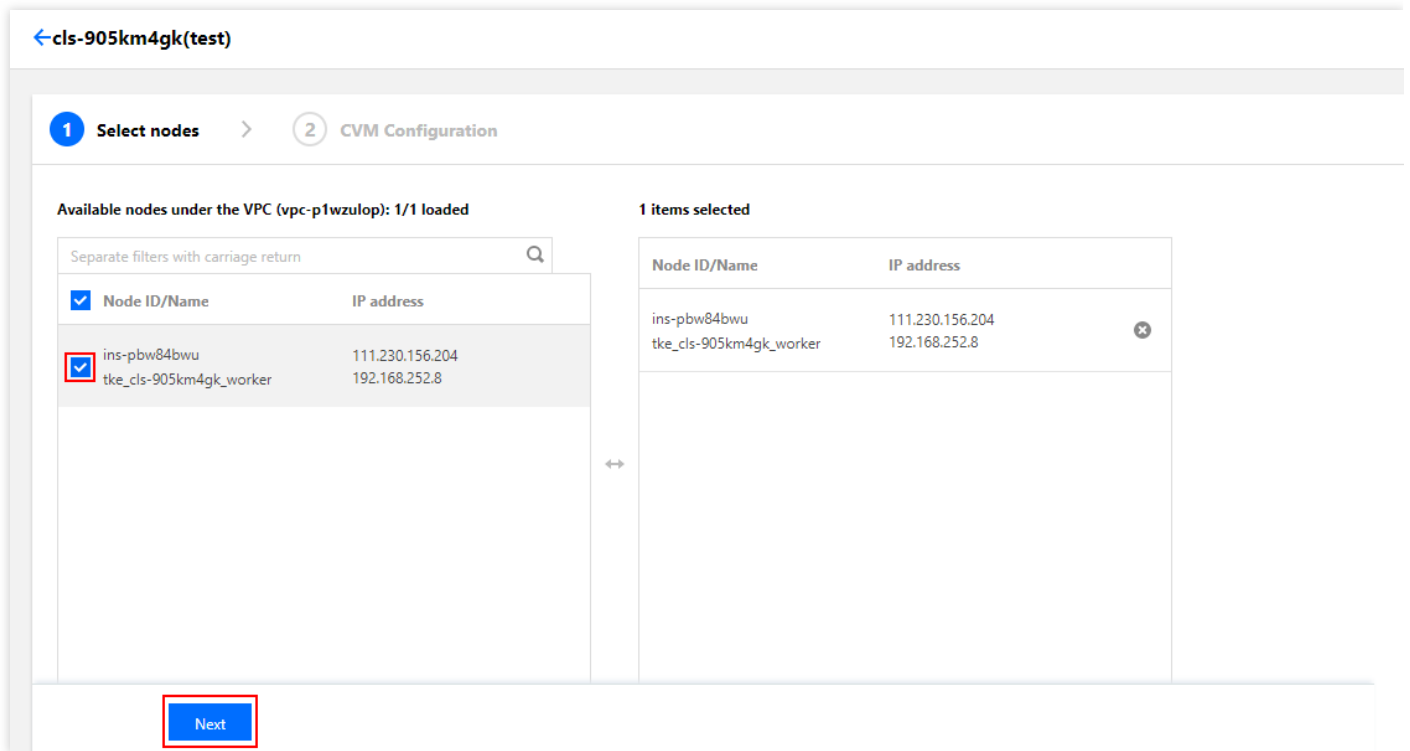 cls-905km4gk(test)
1 Select nodes > 2 CVM Configuration
Available nodes under the VPC (vpc-p1wzulop): 1/1 loaded
Separate filters with carriage return
Node ID/Name IP address
ins-pbw84bwu 111.230.156.204
tke_cls-905km4gk_worker 192.168.252.8
1 items selected
Node ID/Name IP address
ins-pbw84bwu 111.230.156.204
tke_cls-905km4gk_worker 192.168.252.8
Next